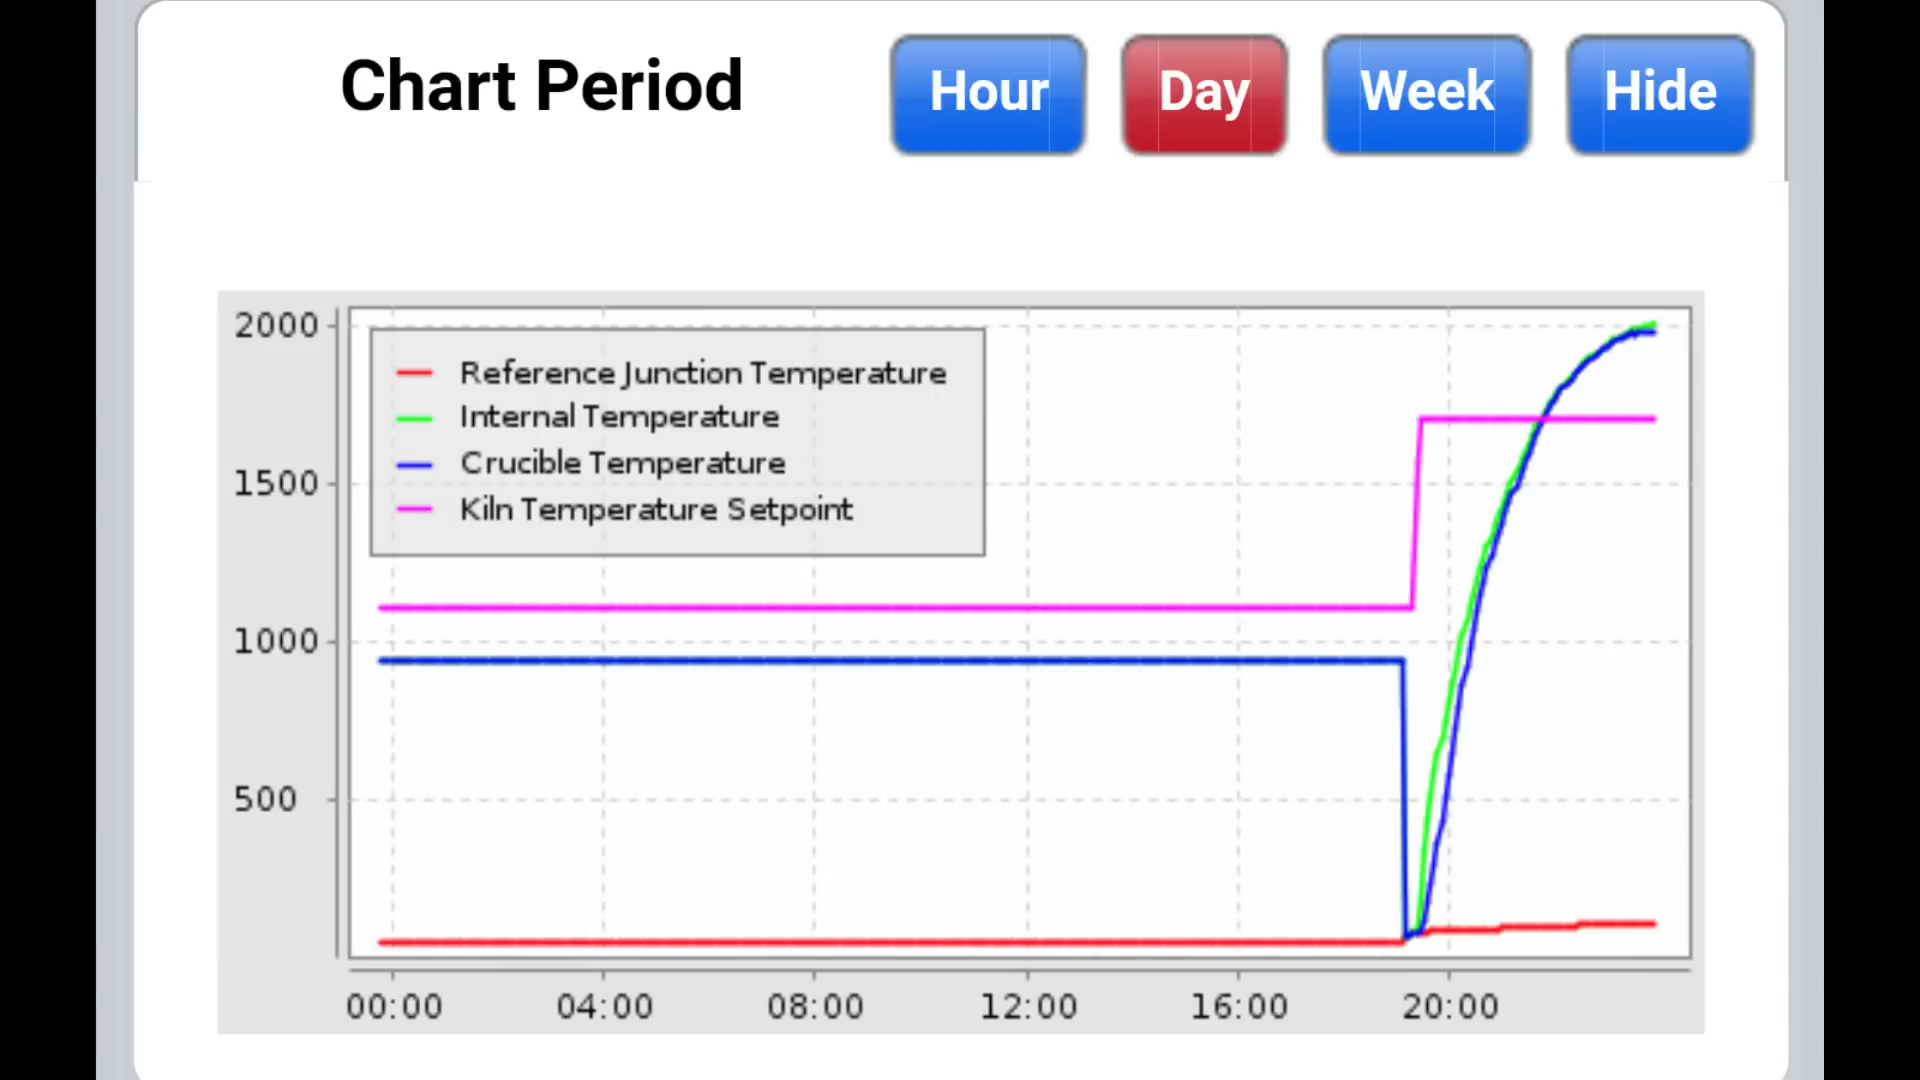 Chart Period
Hour
Day
Week
Hide
2000
1500
1000
500
Reference Junction Temperature
Internal Temperature
Crucible Temperature
Kiln Temperature Setpoint
00:00
04:00
08:00
12:00
16:00
20:00